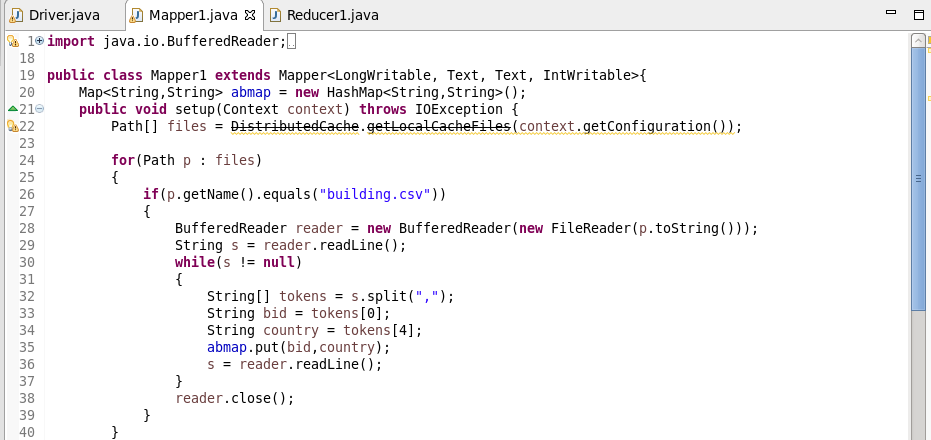 Driver.java Mapper1.java Reducer1.java
1 import java.io.BufferedReader;
18
19 public class Mapper1 extends Mapper<LongWritable, Text, Text, IntWritable>{
20 Map<String,String> abmap = new HashMap<String,String>();
21 public void setup(Context context) throws IOException {
22 Path[] files = DistributedCache.getLocalCacheFiles(context.getConfiguration());
23
24 for(Path p : files)
25 {
26 if(p.getName().equals("building.csv"))
27 {
28 BufferedReader reader = new BufferedReader(new FileReader(p.toString()));
29 String s = reader.readLine();
30 while(s != null)
31 {
32 String[] tokens = s.split(",");
33 String bid = tokens[0];
34 String country = tokens[4];
35 abmap.put(bid,country);
36 s = reader.readLine();
37 }
38 reader.close();
39 }
40 }